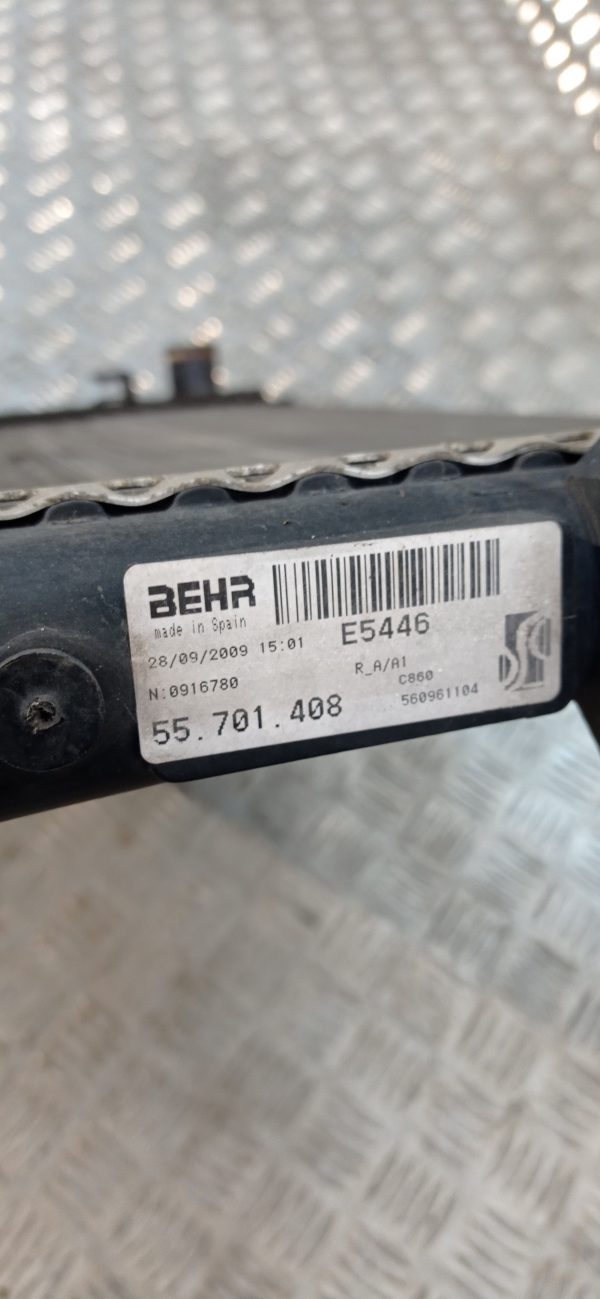 BEHR
made in Spain
28/09/2009 15:01 E5446
N:0916780 R_A/A1
C860
55.701.408 560961104